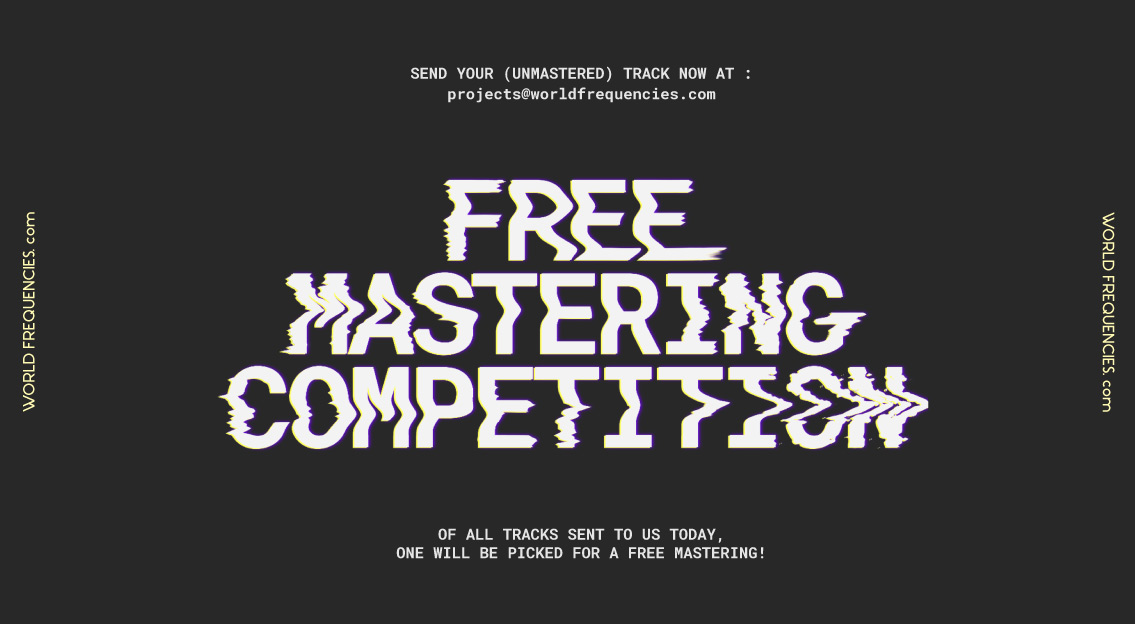 SEND YOUR (UNMASTERED) TRACK NOW AT :
projects@worldfrequencies.com
FREE
MASTERING
COMPETITION
WORLD FREQUENCIES. com
WORLD FREQUENCIES. com
OF ALL TRACKS SENT TO US TODAY,
ONE WILL BE PICKED FOR A FREE MASTERING!